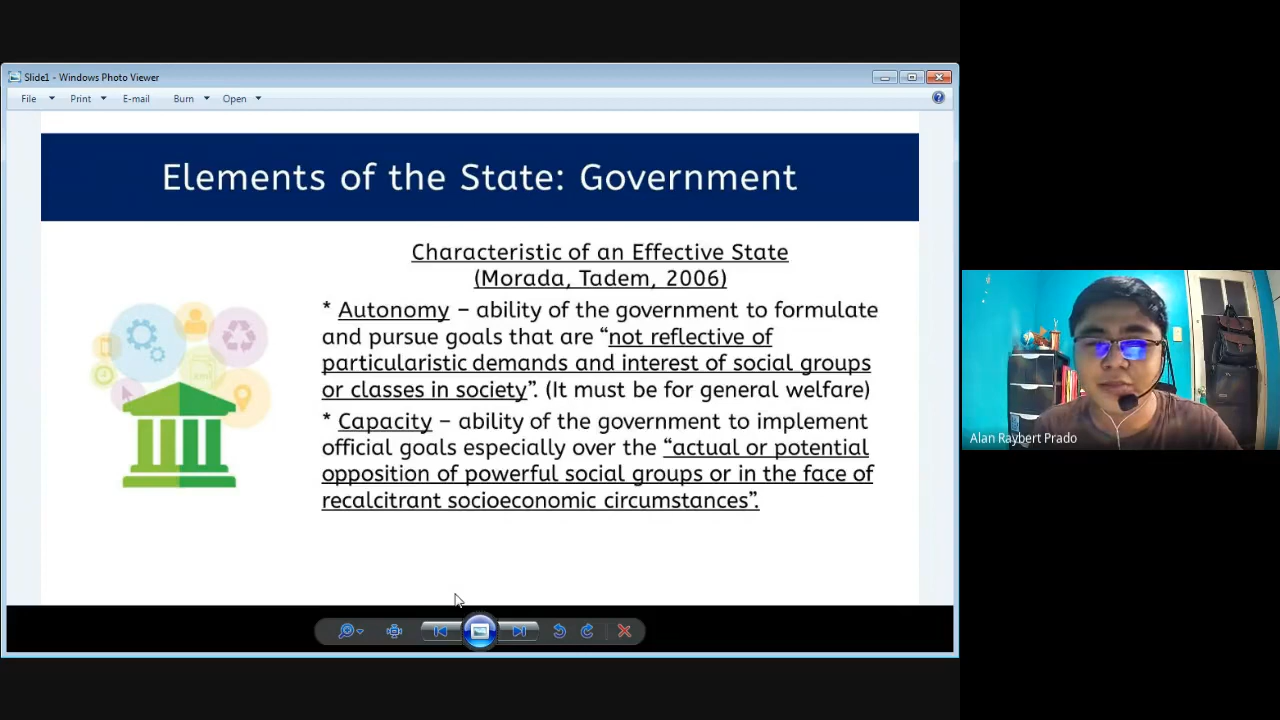 Slide1 - Windows Photo Viewer
File Print E-mail Burn Open
Elements of the State: Government
Characteristic of an Effective State
(Morada, Tadem, 2006)
* Autonomy – ability of the government to formulate
and pursue goals that are “not reflective of
particularistic demands and interest of social groups
or classes in society”. (It must be for general welfare)
* Capacity – ability of the government to implement
official goals especially over the “actual or potential
opposition of powerful social groups or in the face of
recalcitrant socioeconomic circumstances”.
Alan Raybert Prado